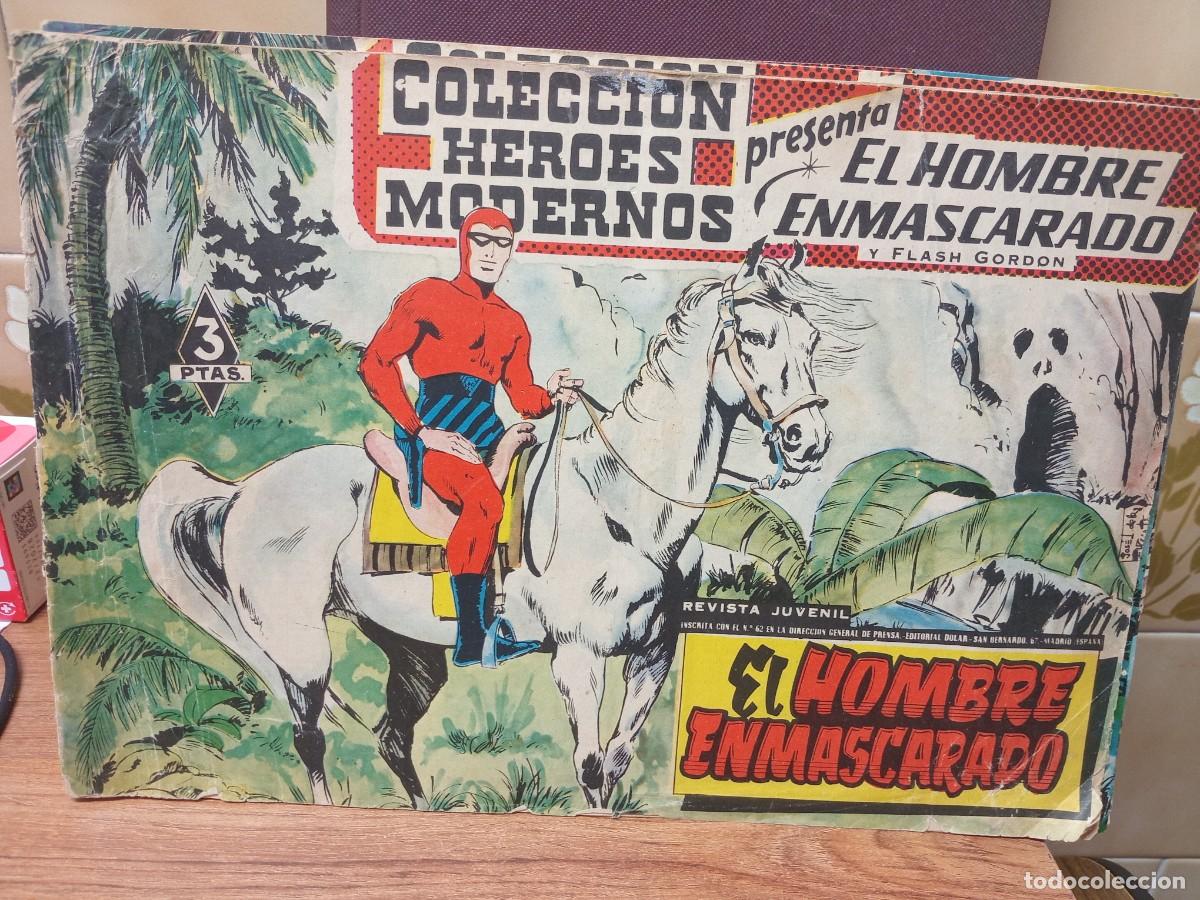 COLECCION
COLECCION
HEROES
MODERNOS
presenta
EL HOMBRE
ENMASCARADO
Y FLASH GORDON
3
PTAS.
REVISTA JUVENIL
INSCRITA CON EL N.º 62 EN LA DIRECCION GENERAL DE PRENSA.-EDITORIAL DOLAR.-SAN BERNARDO, 67.-MADRID (ESPAÑA)
El HOMBRE
ENMASCARADO
todocoleccion